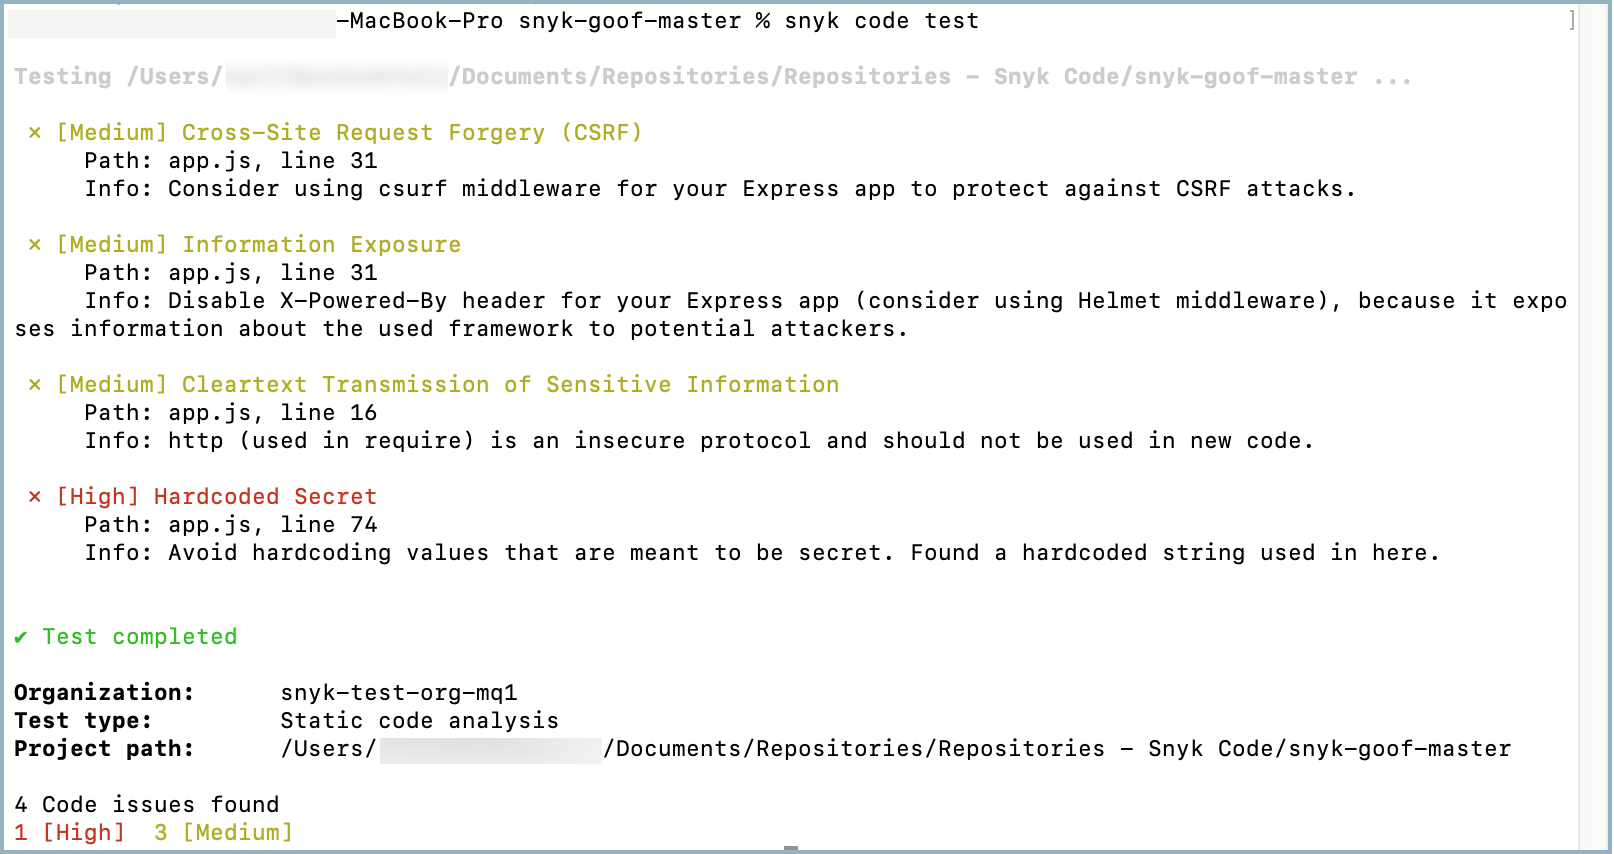 -MacBook-Pro snyk-goof-master % snyk code test ]
Testing /Users/ /Documents/Repositories/Repositories - Snyk Code/snyk-goof-master ...
× [Medium] Cross-Site Request Forgery (CSRF)
Path: app.js, line 31
Info: Consider using csurf middleware for your Express app to protect against CSRF attacks.
× [Medium] Information Exposure
Path: app.js, line 31
Info: Disable X-Powered-By header for your Express app (consider using Helmet middleware), because it expo
ses information about the used framework to potential attackers.
× [Medium] Cleartext Transmission of Sensitive Information
Path: app.js, line 16
Info: http (used in require) is an insecure protocol and should not be used in new code.
× [High] Hardcoded Secret
Path: app.js, line 74
Info: Avoid hardcoding values that are meant to be secret. Found a hardcoded string used in here.
✔ Test completed
Organization: snyk-test-org-mq1
Test type: Static code analysis
Project path: /Users/ /Documents/Repositories/Repositories - Snyk Code/snyk-goof-master
4 Code issues found
1 [High] 3 [Medium]